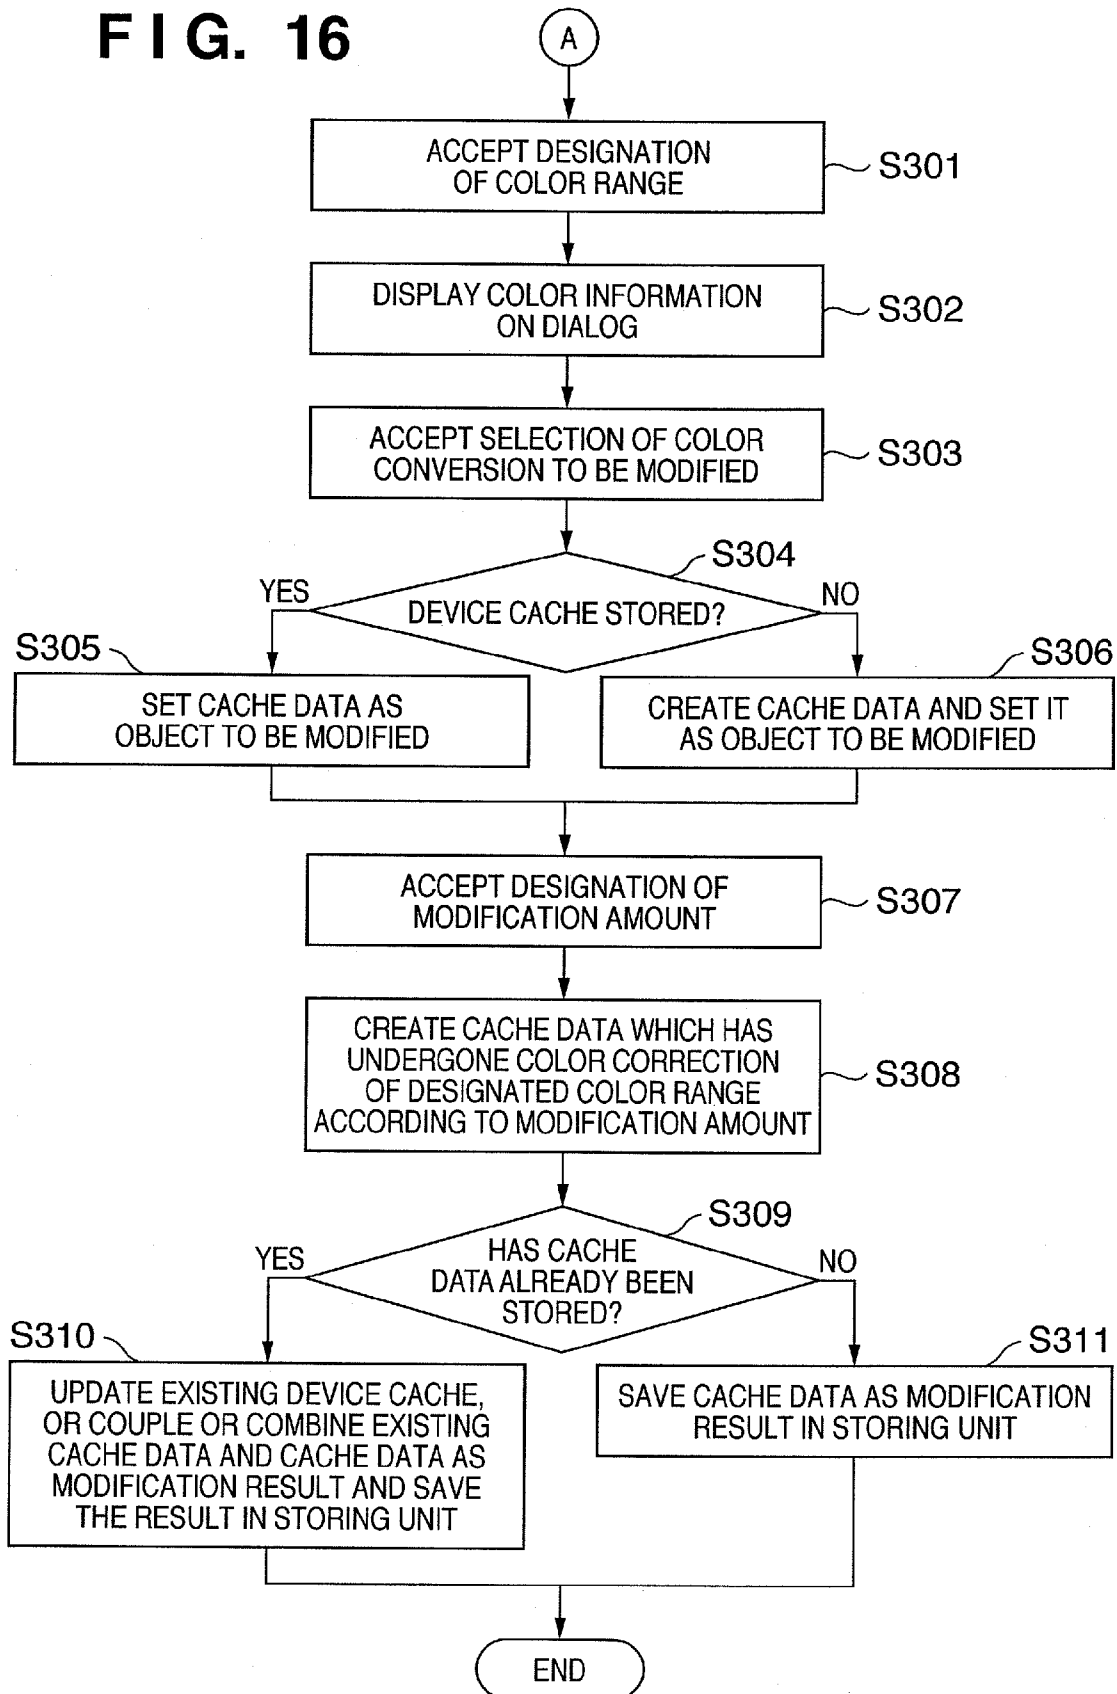 FIG. 16
A
ACCEPT DESIGNATION
OF COLOR RANGE
S301
DISPLAY COLOR INFORMATION
ON DIALOG
S302
ACCEPT SELECTION OF COLOR
CONVERSION TO BE MODIFIED
S303
S304
YES
DEVICE CACHE STORED?
NO
S305
SET CACHE DATA AS
OBJECT TO BE MODIFIED
S306
CREATE CACHE DATA AND SET IT
AS OBJECT TO BE MODIFIED
ACCEPT DESIGNATION OF
MODIFICATION AMOUNT
S307
CREATE CACHE DATA WHICH HAS
UNDERGONE COLOR CORRECTION
OF DESIGNATED COLOR RANGE
ACCORDING TO MODIFICATION AMOUNT
S308
S309
YES
HAS CACHE
DATA ALREADY BEEN
STORED?
NO
S310
UPDATE EXISTING DEVICE CACHE,
OR COUPLE OR COMBINE EXISTING
CACHE DATA AND CACHE DATA AS
MODIFICATION RESULT AND SAVE
THE RESULT IN STORING UNIT
S311
SAVE CACHE DATA AS MODIFICATION
RESULT IN STORING UNIT
END